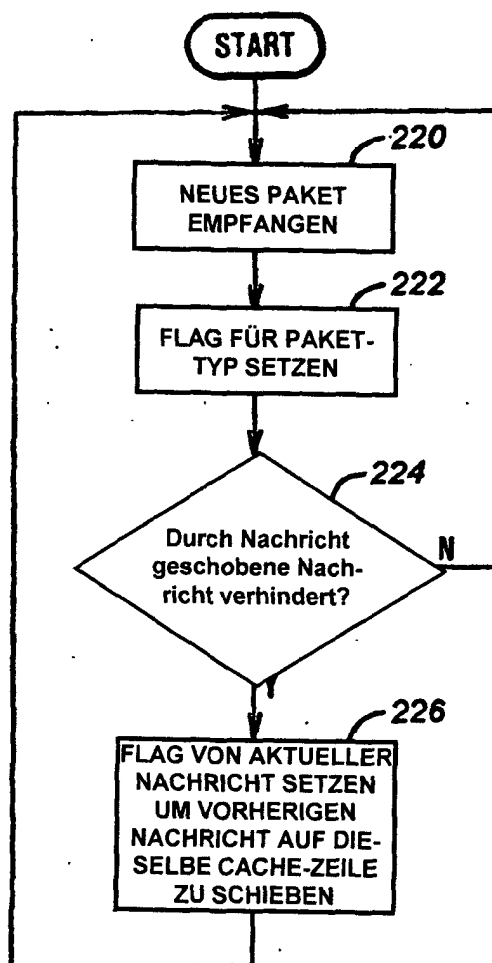 START
220
NEUES PAKET
EMPFANGEN
222
FLAG FÜR PAKET-
TYP SETZEN
224
Durch Nachricht
geschobene Nach-
richt verhindert?
N
Y
226
FLAG VON AKTUELLER
NACHRICHT SETZEN
UM VORHERIGEN
NACHRICHT AUF DIE-
SELBE CACHE-ZEILE
ZU SCHIEBEN